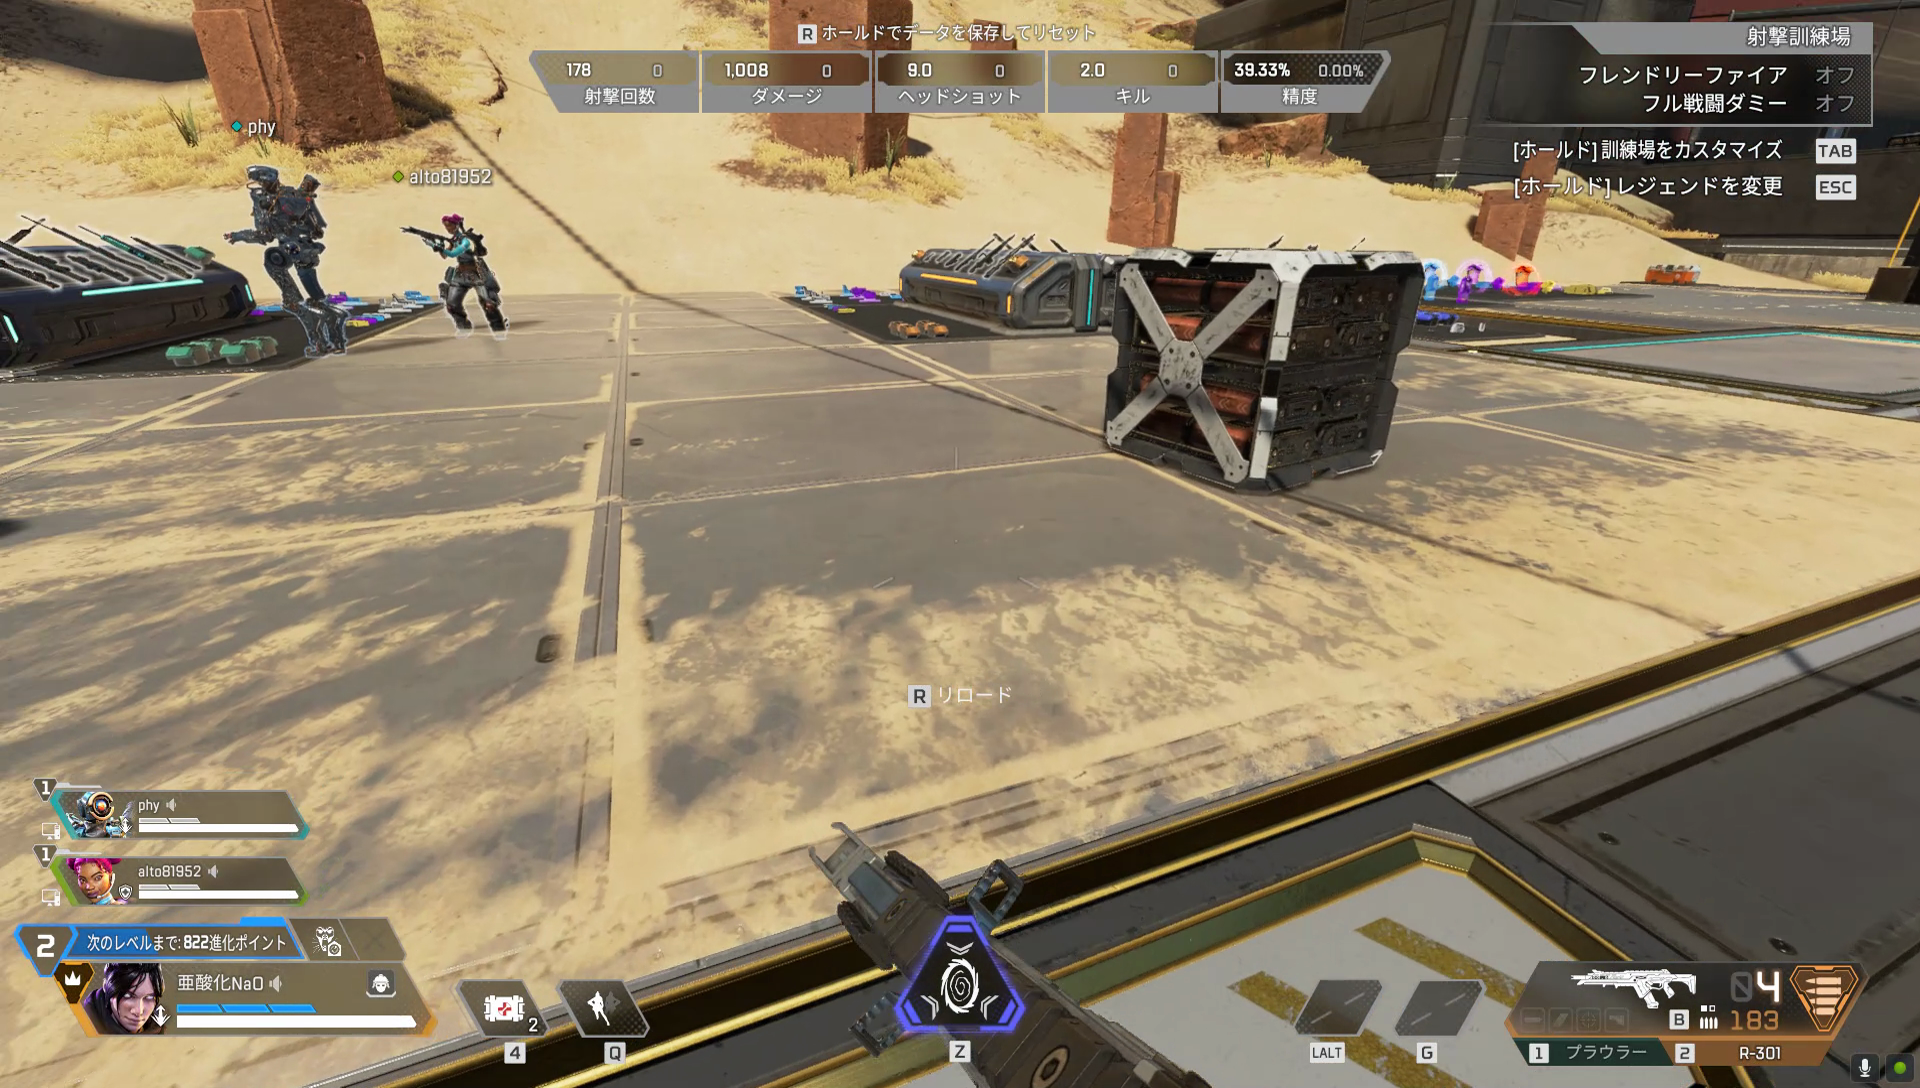 R ホールドでデータを保存してリセット
178 0 1,008 0 9.0 0 2.0 0 39.33% 0.00%
射撃回数 ダメージ ヘッドショット キル 精度
射撃訓練場
フレンドリーファイア オフ
フル戦闘ダミー オフ
[ホールド]訓練場をカスタマイズ TAB
[ホールド]レジェンドを変更 ESC
phy
alto81952
R リロード
1
phy
1
alto81952
2 次のレベルまで:822進化ポイント
亜酸化NaO
2
4 Q Z LALT G
04
B 183
1 プラウラー 2 R-301